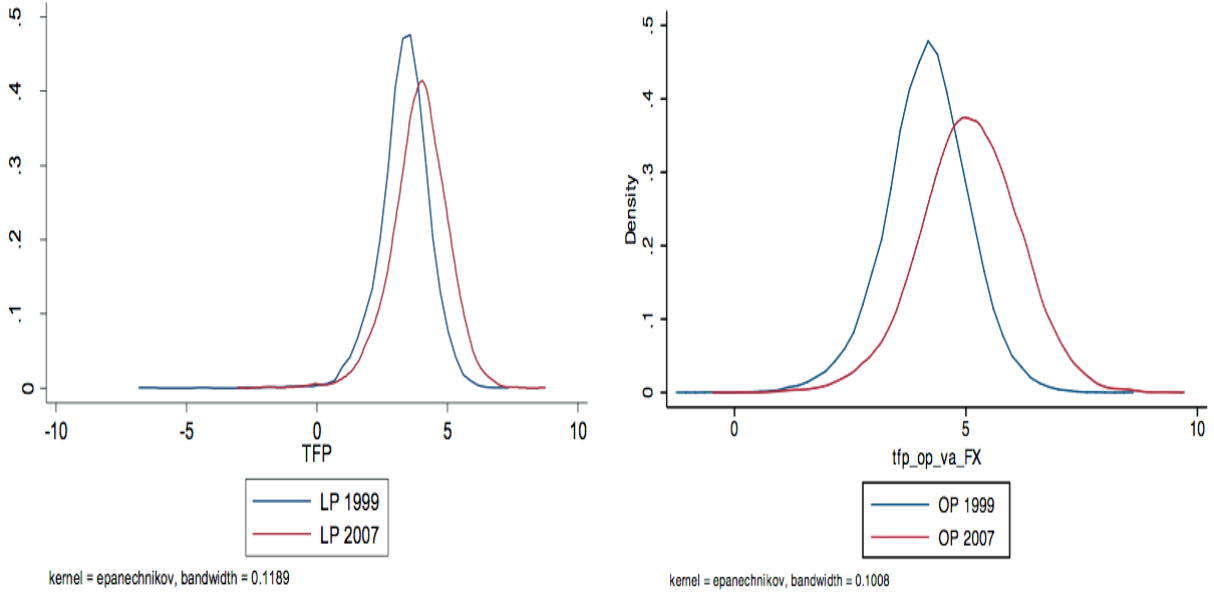 .5
.4
.3
.2
.1
0
-10
-5
0
5
10
TFP
LP 1999
LP 2007
kernel = epanechnikov, bandwidth = 0.1189
Density
.5
.4
.3
.2
.1
0
0
5
10
tfp_op_va_FX
OP 1999
OP 2007
kernel = epanechnikov, bandwidth = 0.1008